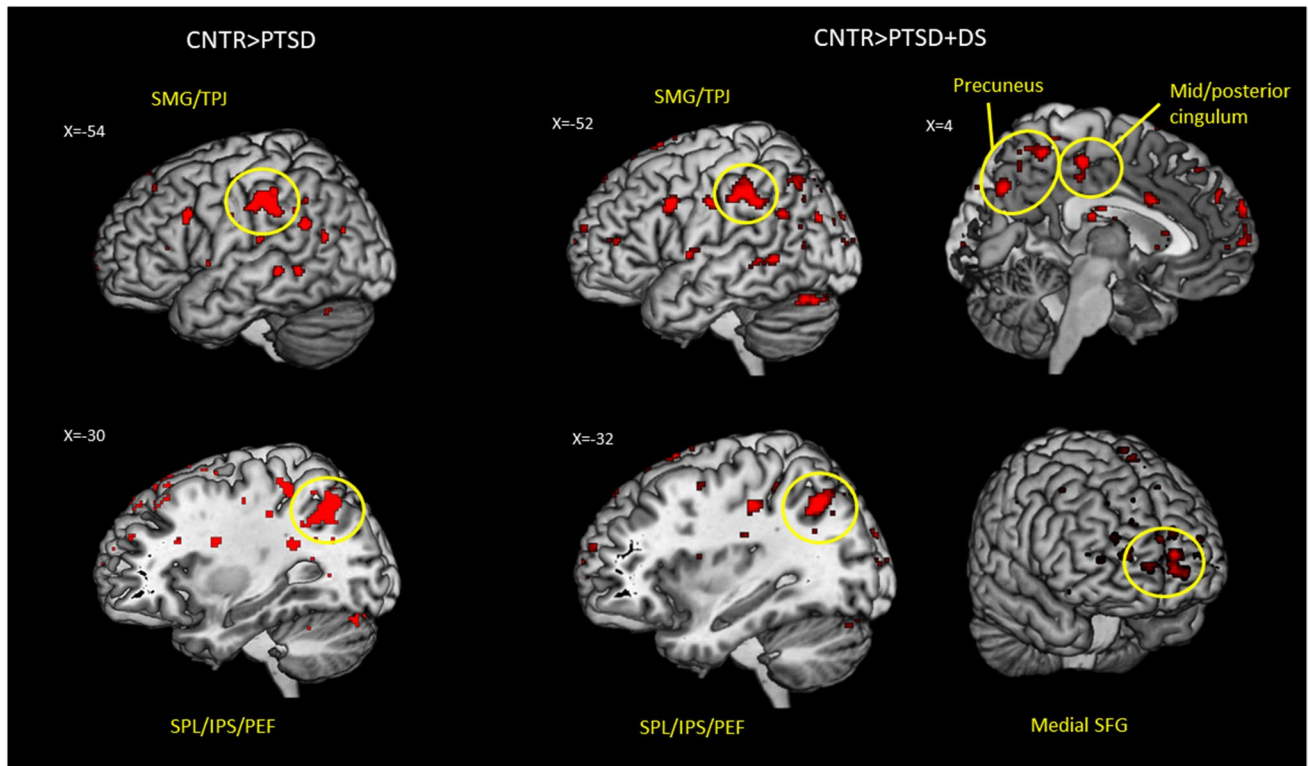 CNTR>PTSD
CNTR>PTSD+DS
SMG/TPJ
X=-54
SMG/TPJ
X=-52
Precuneus
Mid/posterior
cingulum
X=4
X=-30
SPL/IPS/PEF
X=-32
SPL/IPS/PEF
Medial SFG